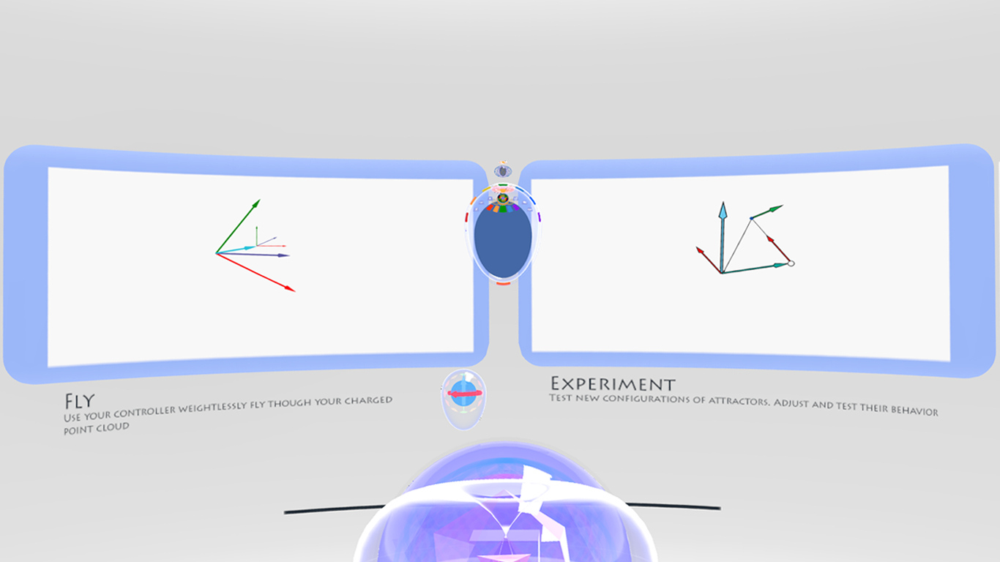 Fly
Use your controller weightlessly fly though your charged
point cloud
Experiment
Test new configurations of attractors. Adjust and test their behavior